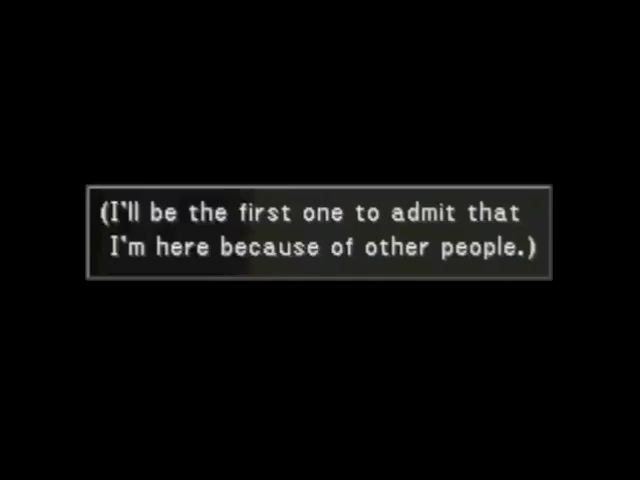 (I'll be the first one to admit that
I'm here because of other people.)